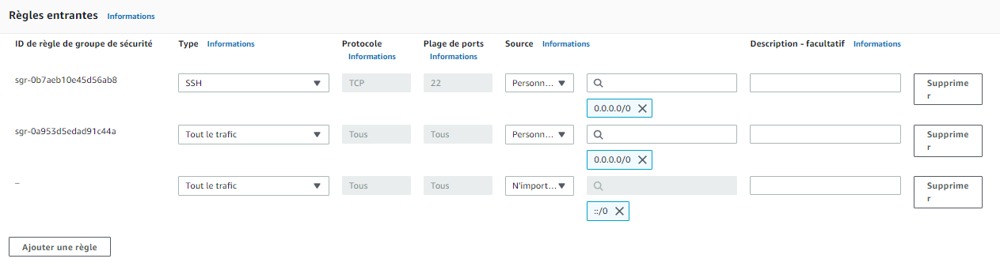 Règles entrantes Informations
ID de règle de groupe de sécurité Type Informations Protocole Plage de ports Source Informations Description - facultatif Informations
Informations Informations
sgr-0b7aeb10e45d56ab8 SSH TCP 22 Personn... Supprime
r
0.0.0.0/0
sgr-0a953d5edad91c44a Tout le trafic Tous Tous Personn... Supprime
r
0.0.0.0/0
– Tout le trafic Tous Tous N'import... Supprime
r
::/0
Ajouter une règle